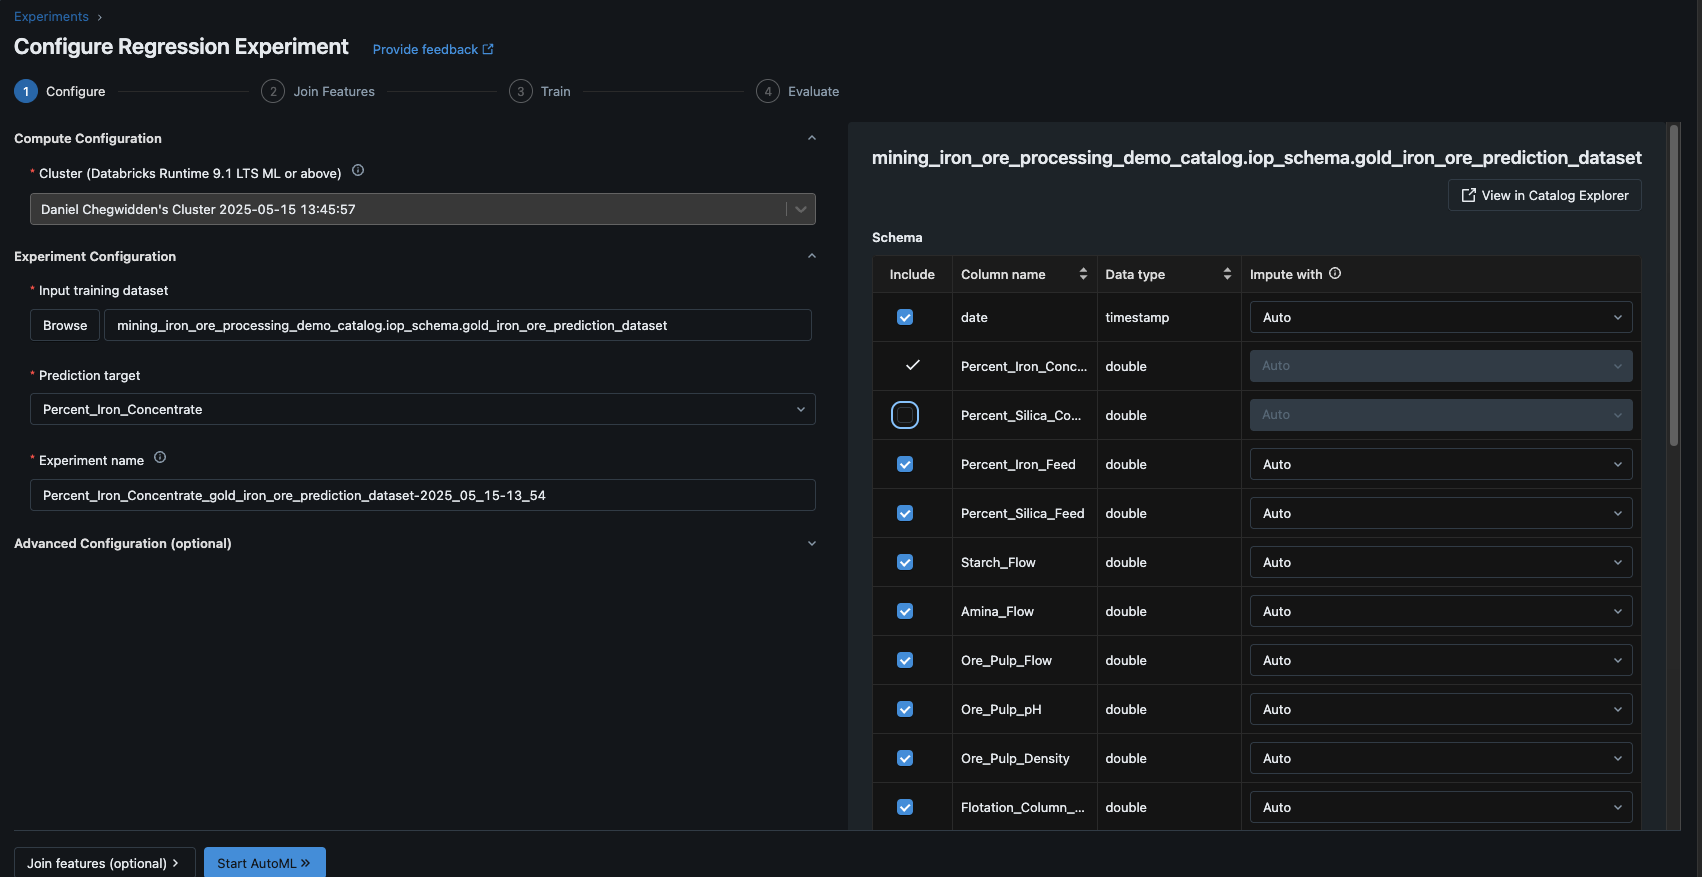 Experiments ›
Configure Regression Experiment
Provide feedback
1 Configure
2 Join Features
3 Train
4 Evaluate
Compute Configuration
* Cluster (Databricks Runtime 9.1 LTS ML or above)
Daniel Chegwidden's Cluster 2025-05-15 13:45:57
Experiment Configuration
* Input training dataset
Browse
mining_iron_ore_processing_demo_catalog.iop_schema.gold_iron_ore_prediction_dataset
* Prediction target
Percent_Iron_Concentrate
* Experiment name
Percent_Iron_Concentrate_gold_iron_ore_prediction_dataset-2025_05_15-13_54
Advanced Configuration (optional)
mining_iron_ore_processing_demo_catalog.iop_schema.gold_iron_ore_prediction_dataset
View in Catalog Explorer
Schema
Include Column name Data type Impute with
date timestamp Auto
Percent_Iron_Conc... double Auto
Percent_Silica_Co... double Auto
Percent_Iron_Feed double Auto
Percent_Silica_Feed double Auto
Starch_Flow double Auto
Amina_Flow double Auto
Ore_Pulp_Flow double Auto
Ore_Pulp_pH double Auto
Ore_Pulp_Density double Auto
Flotation_Column_... double Auto
Join features (optional) ›
Start AutoML »